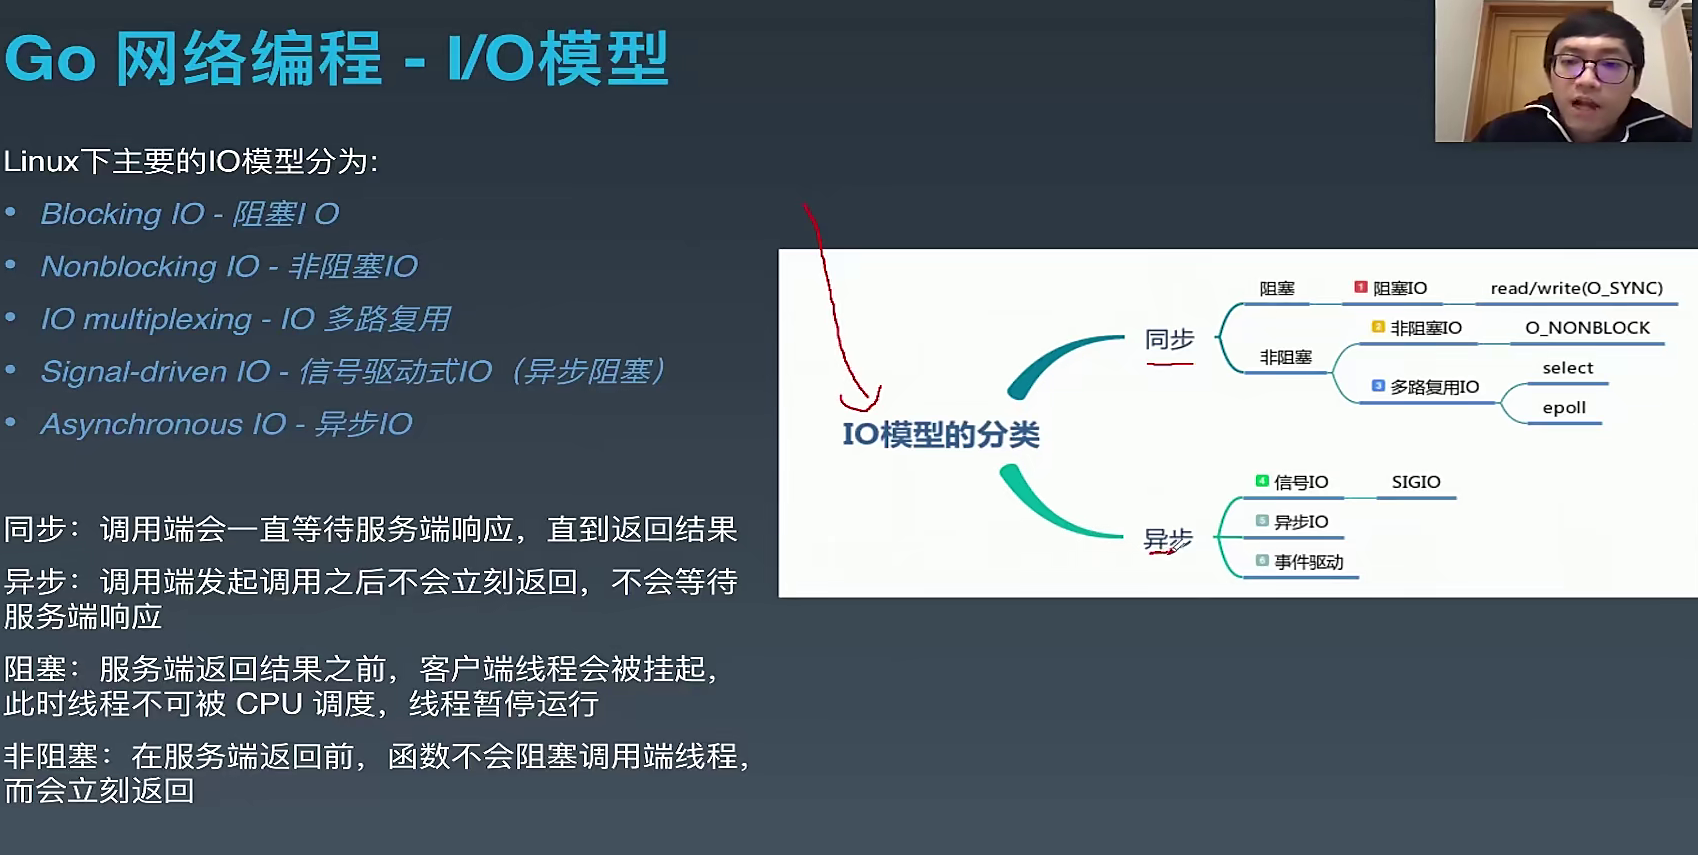 Go 网络编程 - I/O模型
Linux下主要的IO模型分为:
• Blocking IO - 阻塞I O
• Nonblocking IO - 非阻塞IO
• IO multiplexing - IO 多路复用
• Signal-driven IO - 信号驱动式IO（异步阻塞）
• Asynchronous IO - 异步IO
同步：调用端会一直等待服务端响应，直到返回结果
异步：调用端发起调用之后不会立刻返回，不会等待
服务端响应
阻塞：服务端返回结果之前，客户端线程会被挂起，
此时线程不可被 CPU 调度，线程暂停运行
非阻塞：在服务端返回前，函数不会阻塞调用端线程，
而会立刻返回
IO模型的分类
同步
阻塞
1 阻塞IO
read/write(O_SYNC)
非阻塞
2 非阻塞IO
O_NONBLOCK
3 多路复用IO
select
epoll
异步
4 信号IO
SIGIO
5 异步IO
6 事件驱动